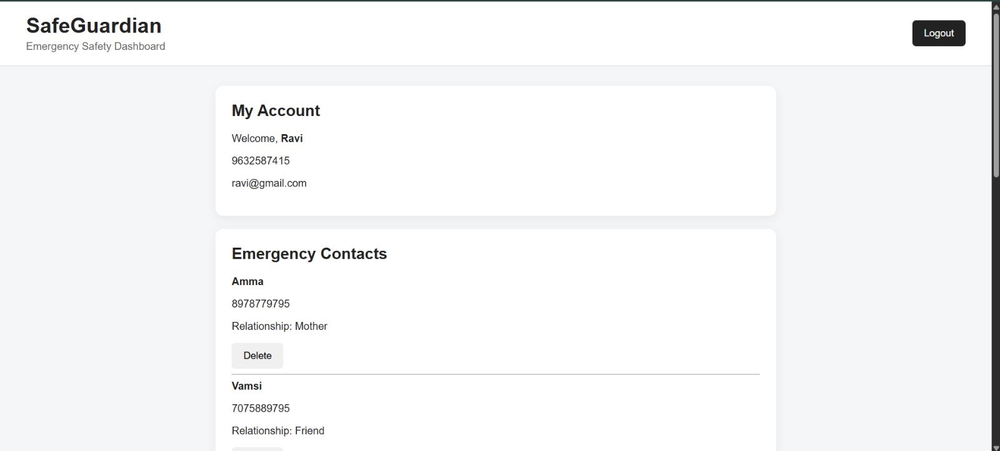 SafeGuardian
Emergency Safety Dashboard
Logout
My Account
Welcome, Ravi
9632587415
ravi@gmail.com
Emergency Contacts
Amma
8978779795
Relationship: Mother
Delete
Vamsi
7075889795
Relationship: Friend